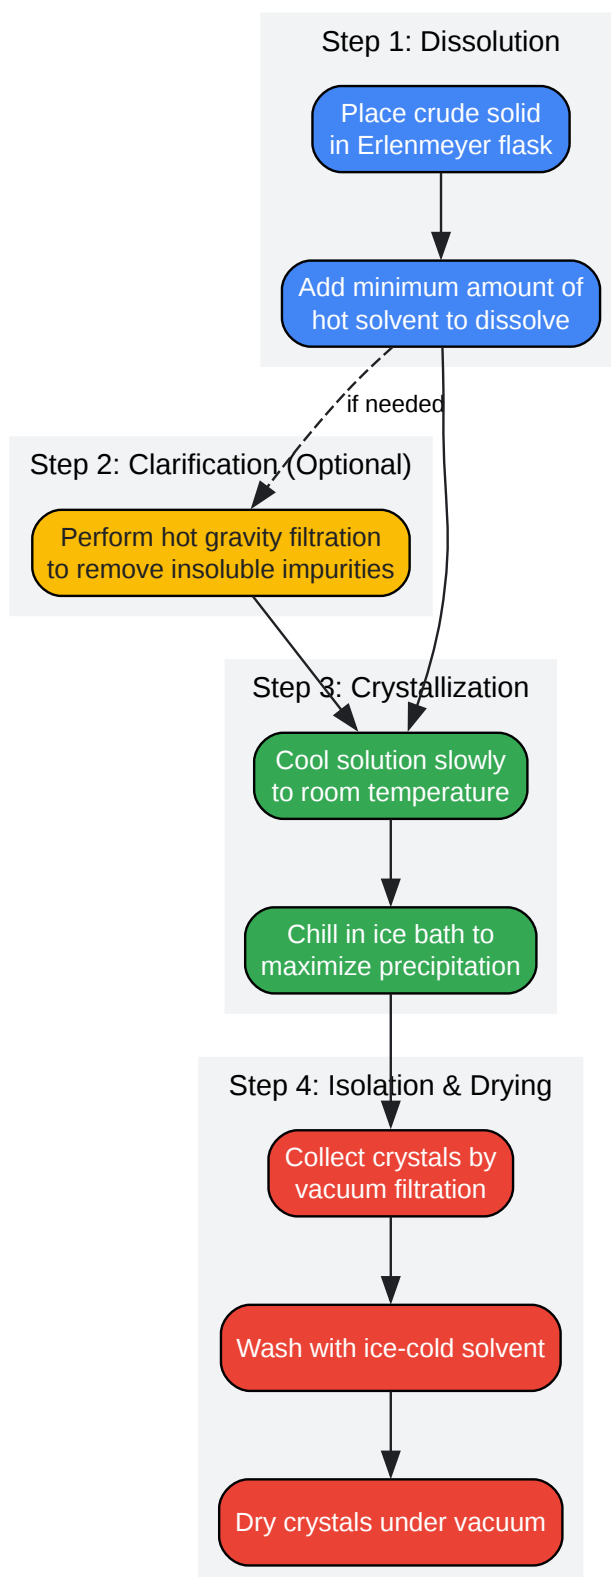 Step 1: Dissolution
Place crude solid
in Erlenmeyer flask
Add minimum amount of
hot solvent to dissolve
if needed
Step 2: Clarification (Optional)
Perform hot gravity filtration
to remove insoluble impurities
Step 3: Crystallization
Cool solution slowly
to room temperature
Chill in ice bath to
maximize precipitation
Step 4: Isolation & Drying
Collect crystals by
vacuum filtration
Wash with ice-cold solvent
Dry crystals under vacuum